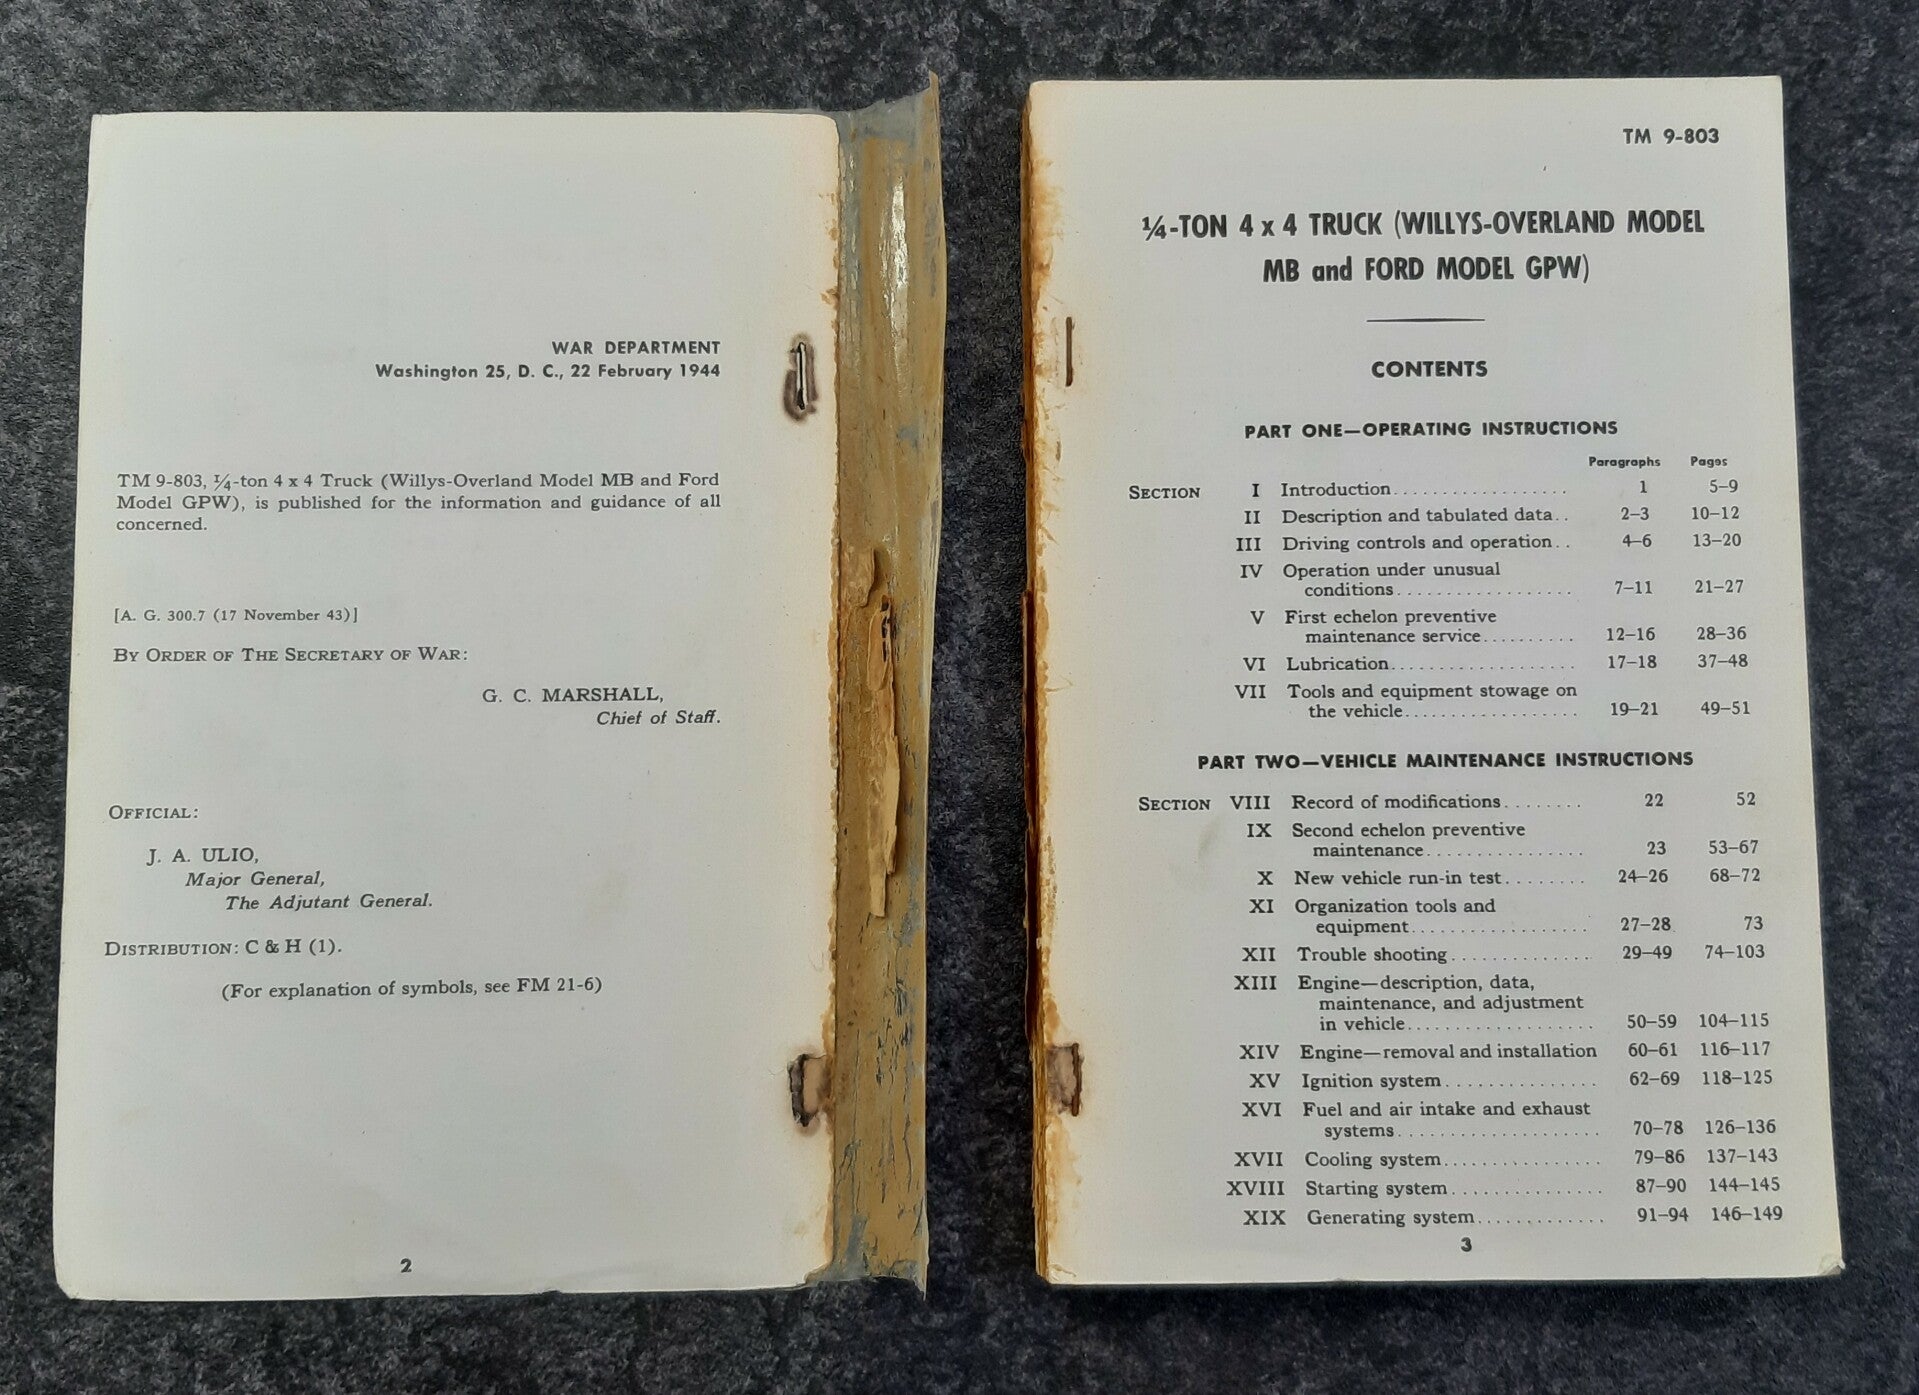 WAR DEPARTMENT
Washington 25, D. C., 22 February 1944
TM 9-803, ¼-ton 4 x 4 Truck (Willys-Overland Model MB and Ford
Model GPW), is published for the information and guidance of all
concerned.
[A. G. 300.7 (17 November 43)]
BY ORDER OF THE SECRETARY OF WAR:
G. C. MARSHALL,
Chief of Staff.
OFFICIAL:
J. A. ULIO,
Major General,
The Adjutant General.
DISTRIBUTION: C & H (1).
(For explanation of symbols, see FM 21-6)
2
TM 9-803
¼-TON 4 x 4 TRUCK (WILLYS-OVERLAND MODEL
MB and FORD MODEL GPW)
CONTENTS
PART ONE—OPERATING INSTRUCTIONS
Paragraphs Pages
SECTION I Introduction.................. 1 5–9
II Description and tabulated data.. 2–3 10–12
III Driving controls and operation.. 4–6 13–20
IV Operation under unusual
conditions.................. 7–11 21–27
V First echelon preventive
maintenance service.......... 12–16 28–36
VI Lubrication................... 17–18 37–48
VII Tools and equipment stowage on
the vehicle.................. 19–21 49–51
PART TWO—VEHICLE MAINTENANCE INSTRUCTIONS
SECTION VIII Record of modifications........ 22 52
IX Second echelon preventive
maintenance................ 23 53–67
X New vehicle run-in test........ 24–26 68–72
XI Organization tools and
equipment.................. 27–28 73
XII Trouble shooting.............. 29–49 74–103
XIII Engine—description, data,
maintenance, and adjustment
in vehicle................... 50–59 104–115
XIV Engine—removal and installation 60–61 116–117
XV Ignition system............... 62–69 118–125
XVI Fuel and air intake and exhaust
systems.................... 70–78 126–136
XVII Cooling system................ 79–86 137–143
XVIII Starting system............... 87–90 144–145
XIX Generating system............. 91–94 146–149
3